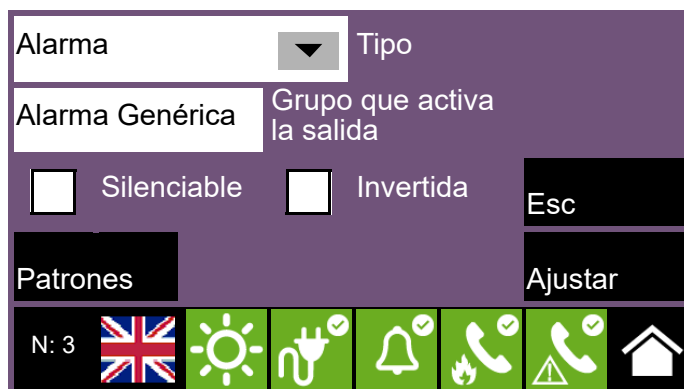 Alarma
Tipo
Alarma Genérica
Grupo que activa
la salida
Silenciable
Invertida
Esc
Patrones
Ajustar
N: 3